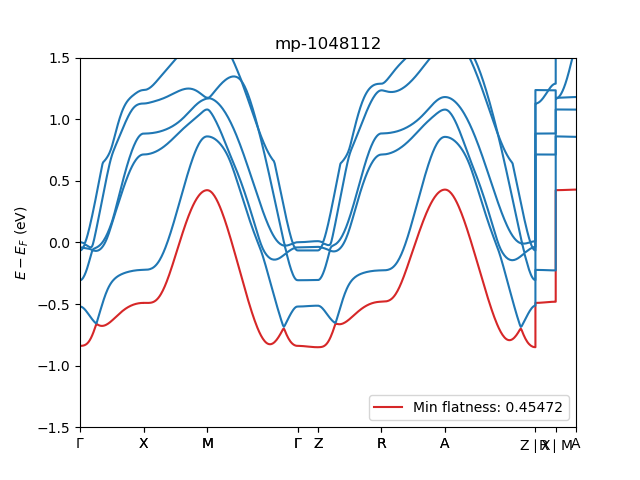 mp-1048112
E − E_F (eV)
1.5
1.0
0.5
0.0
−0.5
−1.0
−1.5
Min flatness: 0.45472
Γ X M Γ Z R A Z | X | M A